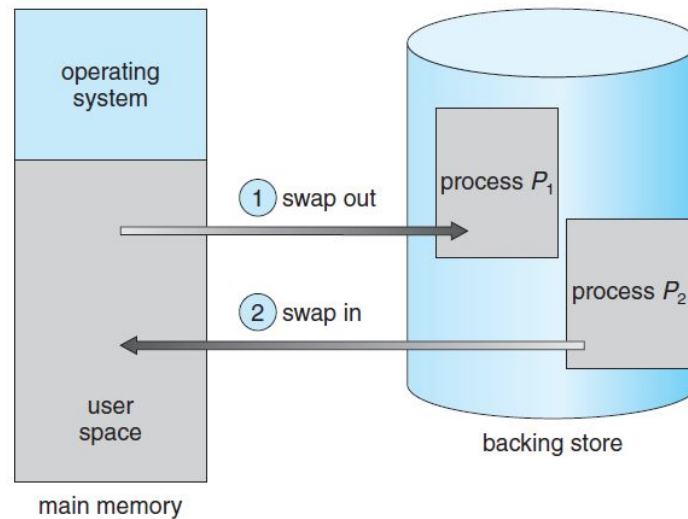 operating
system
1 swap out
process P₁
process P₂
2 swap in
user
space
backing store
main memory